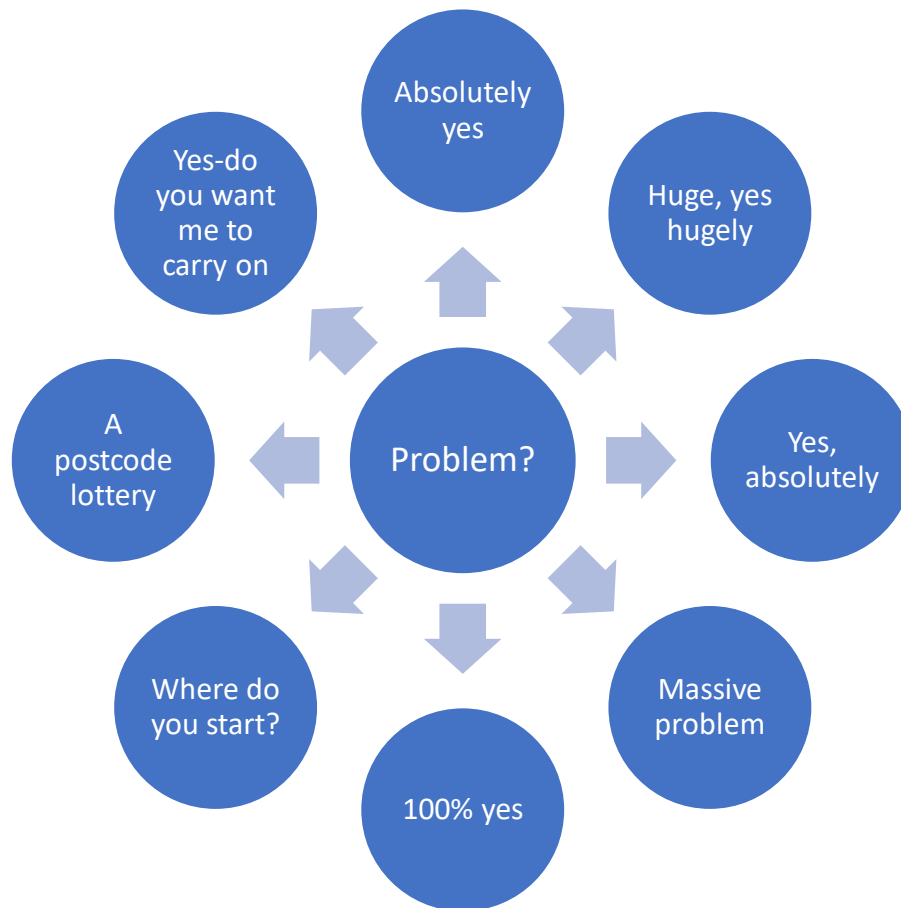 Absolutely
yes
Yes-do
you want
me to
carry on
Huge, yes
hugely
A
postcode
lottery
Problem?
Yes,
absolutely
Where do
you start?
Massive
problem
100% yes